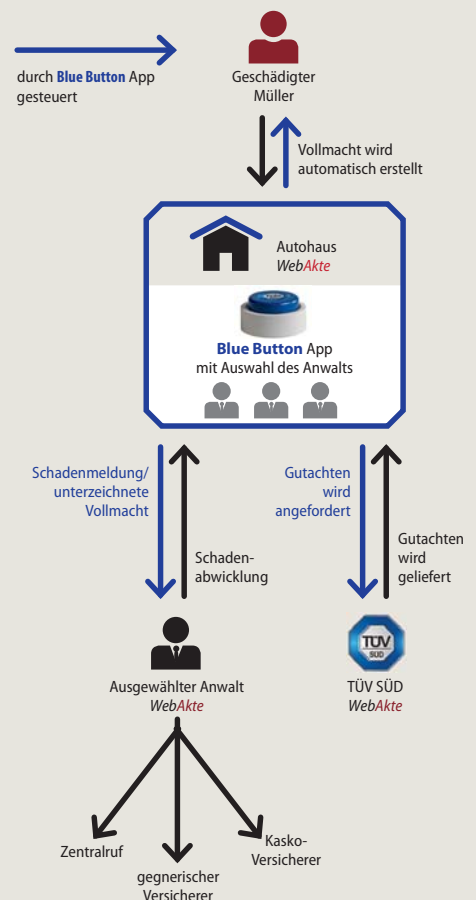 durch Blue Button App
gesteuert
Geschädigter
Müller
Vollmacht wird
automatisch erstellt
Autohaus
WebAkte
Blue Button App
mit Auswahl des Anwalts
Schadenmeldung/
unterzeichnete
Vollmacht
Schaden-
abwicklung
Gutachten
wird
angefordert
Gutachten
wird
geliefert
TÜV
SÜD
Ausgewählter Anwalt
WebAkte
TÜV SÜD
WebAkte
Zentralruf
gegnerischer
Versicherer
Kasko-
Versicherer